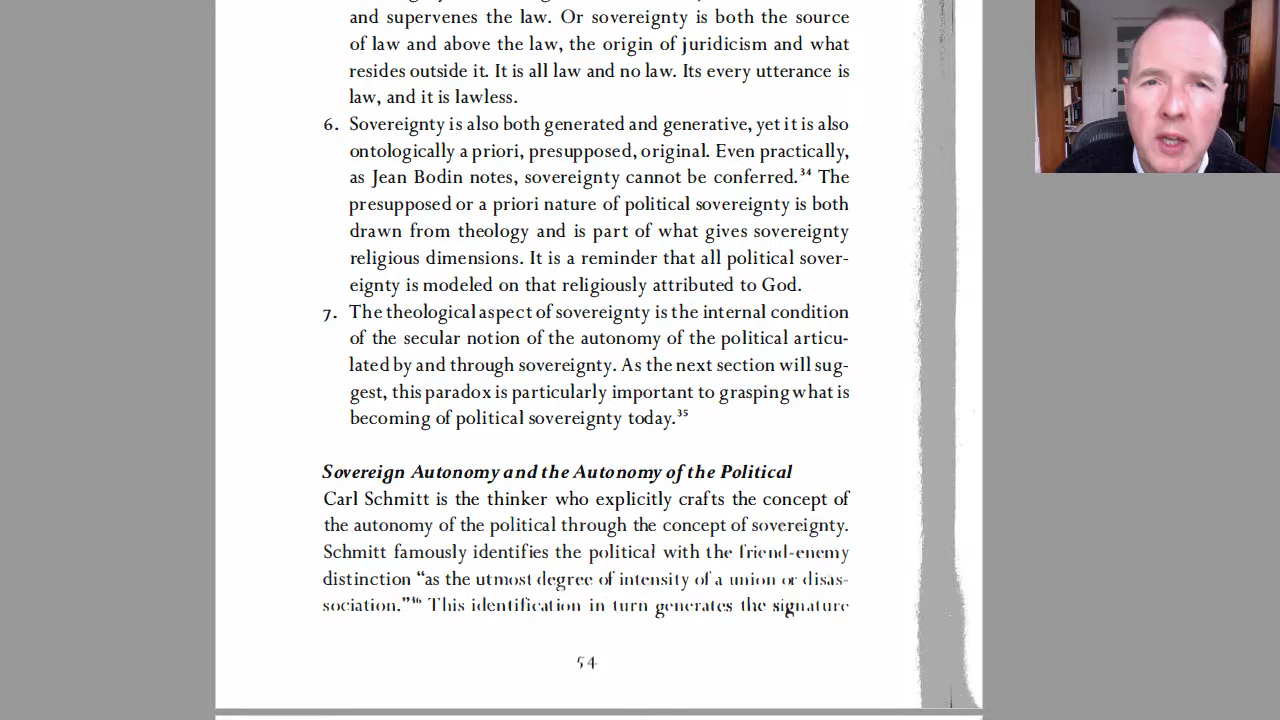 and supervenes the law. Or sovereignty is both the source
of law and above the law, the origin of juridicism and what
resides outside it. It is all law and no law. Its every utterance is
law, and it is lawless.
6. Sovereignty is also both generated and generative, yet it is also
ontologically a priori, presupposed, original. Even practically,
as Jean Bodin notes, sovereignty cannot be conferred.³⁴ The
presupposed or a priori nature of political sovereignty is both
drawn from theology and is part of what gives sovereignty
religious dimensions. It is a reminder that all political sover-
eignty is modeled on that religiously attributed to God.
7. The theological aspect of sovereignty is the internal condition
of the secular notion of the autonomy of the political articu-
lated by and through sovereignty. As the next section will sug-
gest, this paradox is particularly important to grasping what is
becoming of political sovereignty today.³⁵
Sovereign Autonomy and the Autonomy of the Political
Carl Schmitt is the thinker who explicitly crafts the concept of
the autonomy of the political through the concept of sovereignty.
Schmitt famously identifies the political with the friend-enemy
distinction “as the utmost degree of intensity of a union or disas-
sociation.”³⁶ This identification in turn generates the signature
54